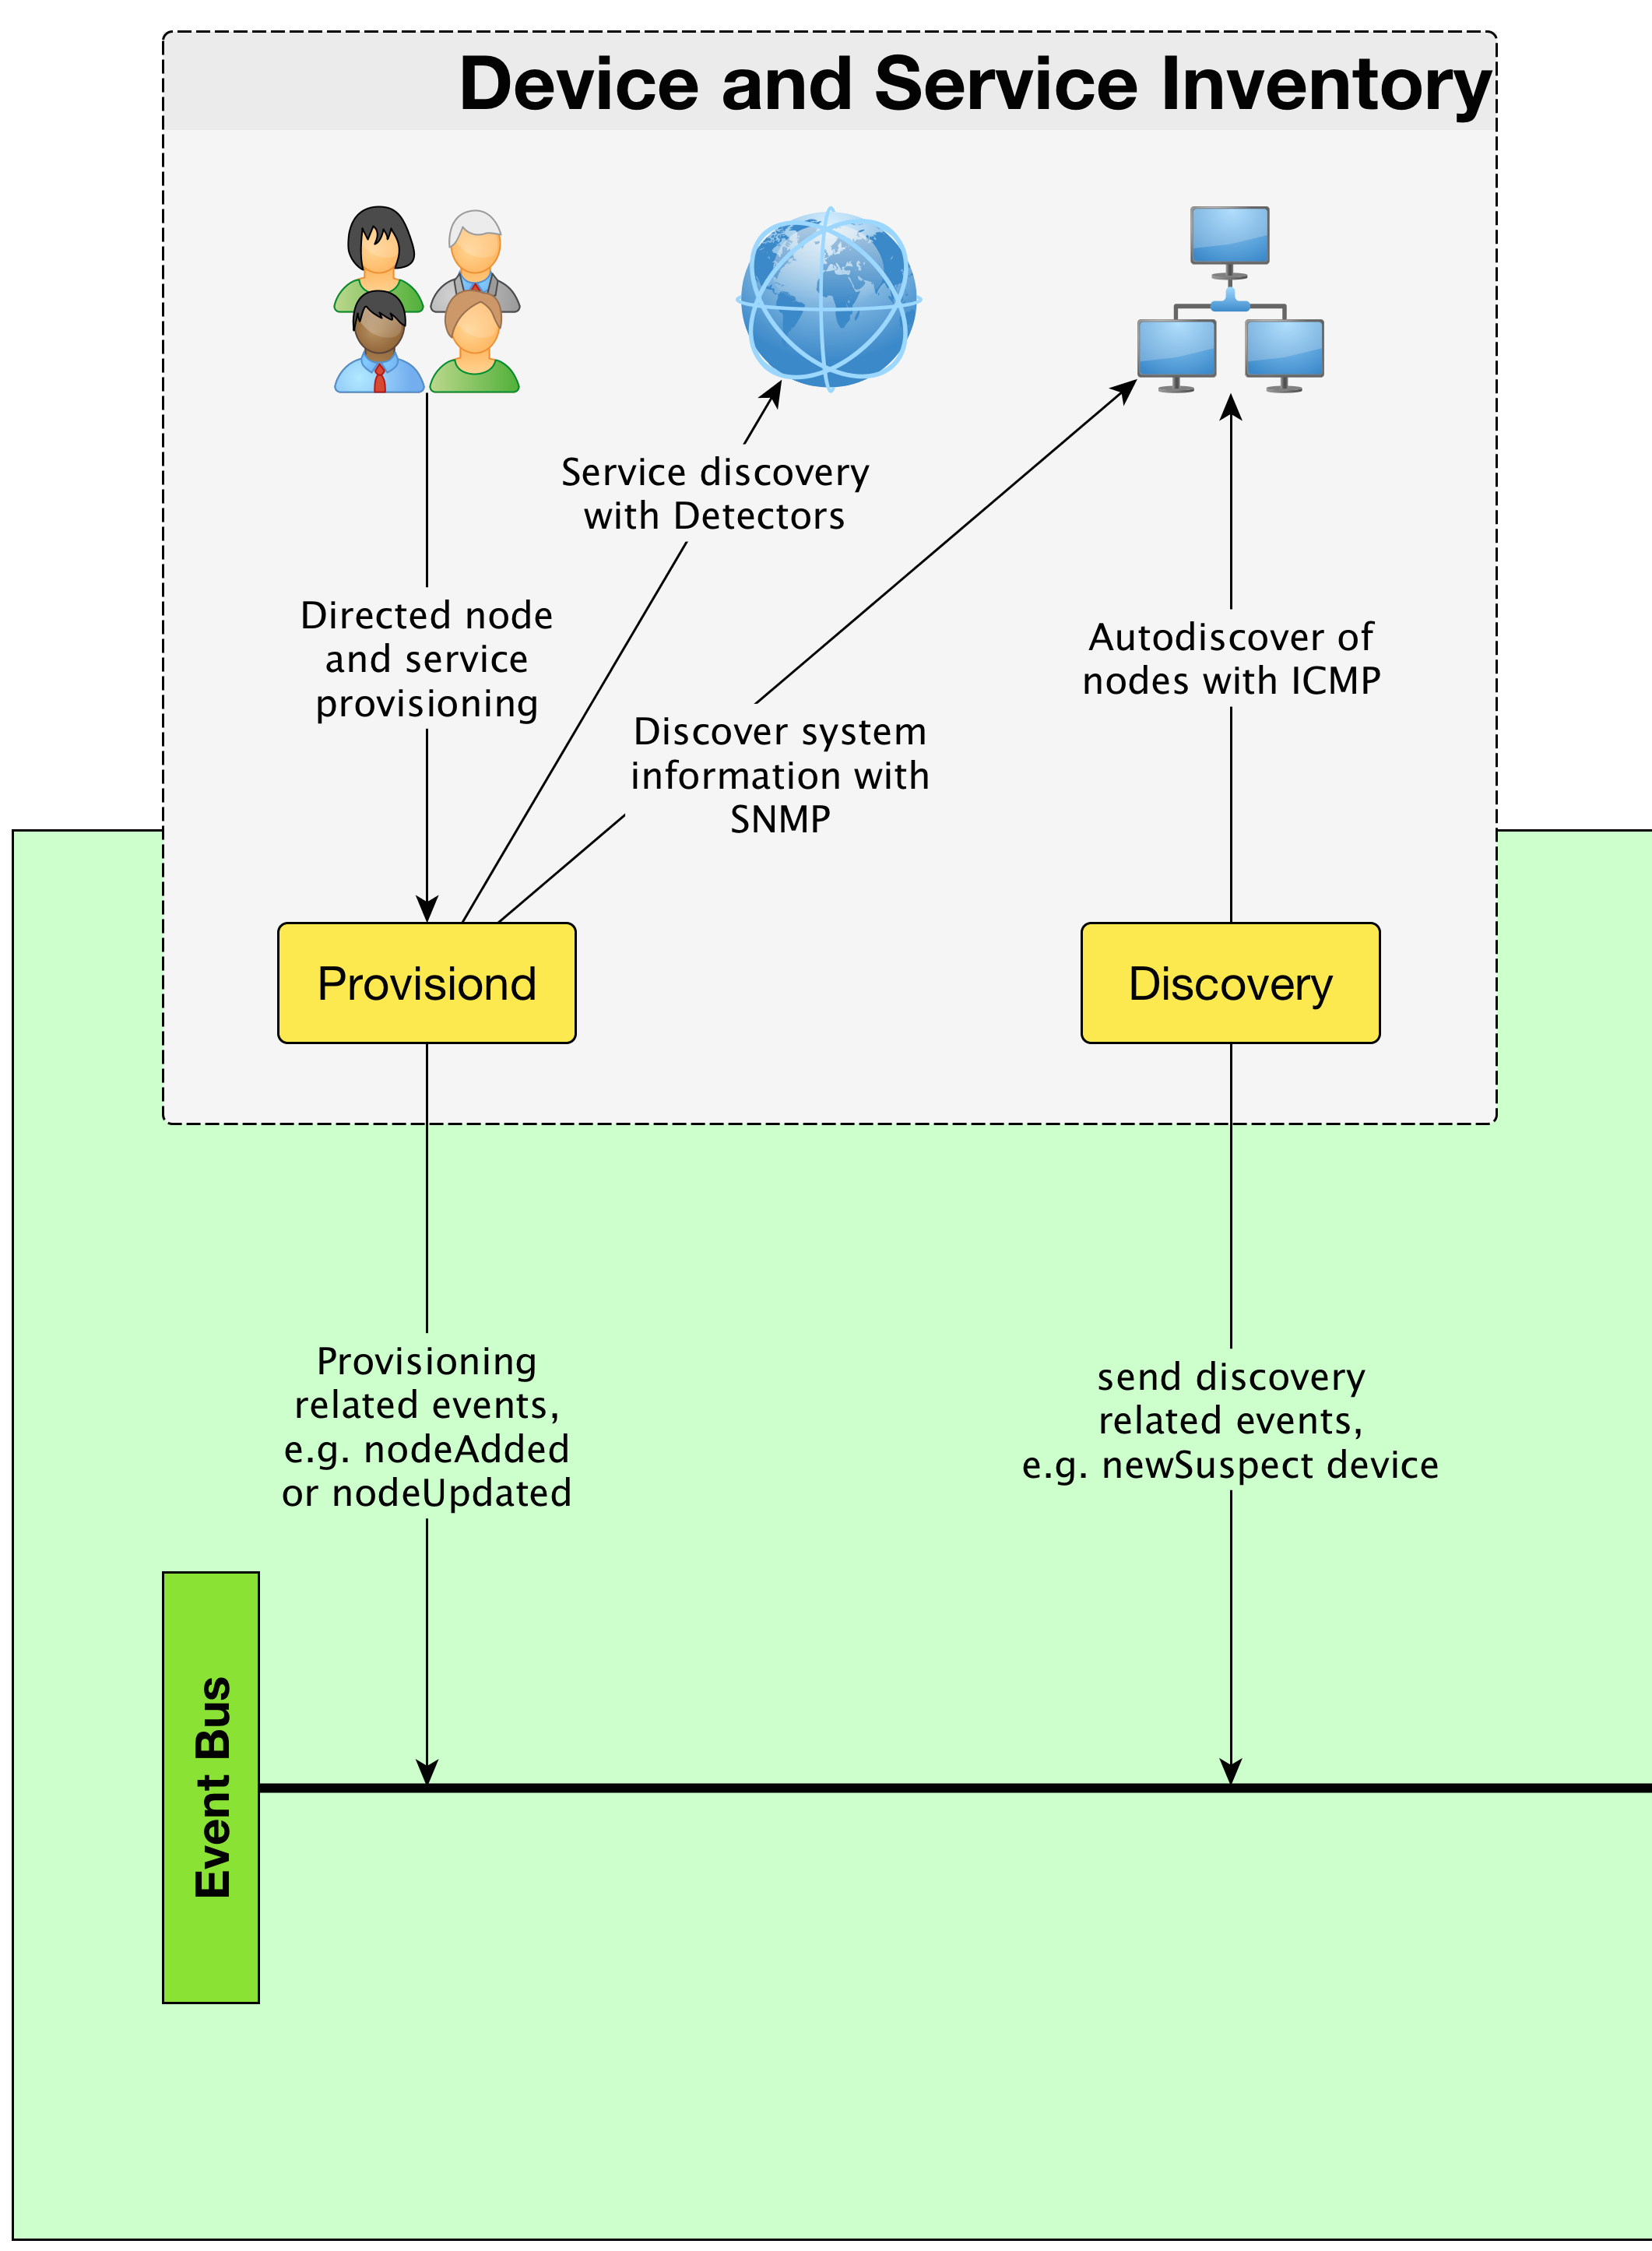 Device and Service Inventory
Service discovery
with Detectors
Directed node
and service
provisioning
Autodiscover of
nodes with ICMP
Discover system
information with
SNMP
Provisiond
Discovery
Provisioning
related events,
e.g. nodeAdded
or nodeUpdated
send discovery
related events,
e.g. newSuspect device
Event Bus